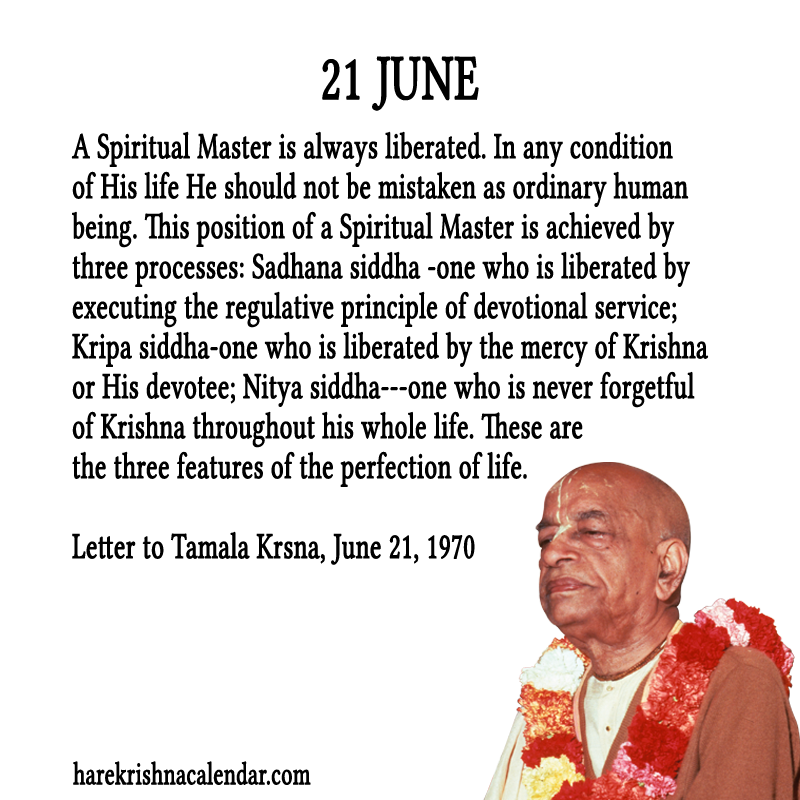 21 JUNE
A Spiritual Master is always liberated. In any condition
of His life He should not be mistaken as ordinary human
being. This position of a Spiritual Master is achieved by
three processes: Sadhana siddha -one who is liberated by
executing the regulative principle of devotional service;
Kripa siddha-one who is liberated by the mercy of Krishna
or His devotee; Nitya siddha---one who is never forgetful
of Krishna throughout his whole life. These are
the three features of the perfection of life.
Letter to Tamala Krsna, June 21, 1970
harekrishnacalendar.com